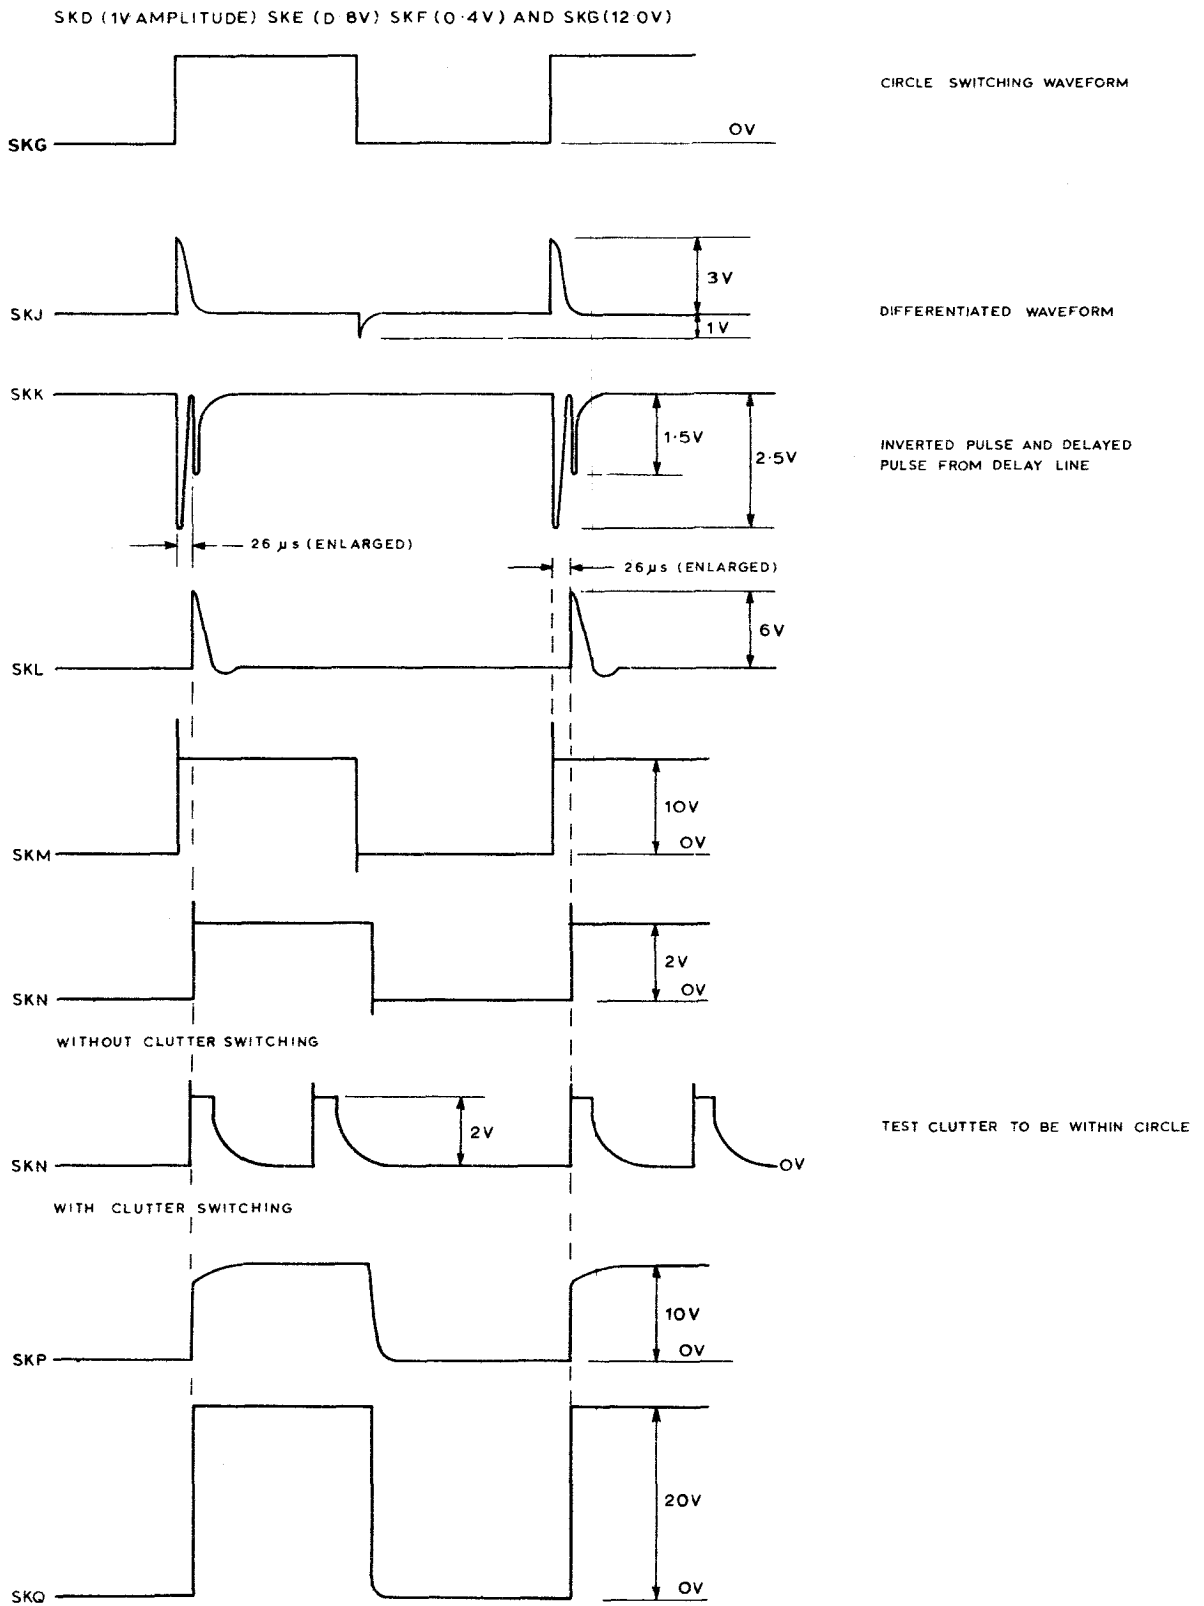 SKD (1V AMPLITUDE) SKE (0·8V) SKF (0·4V) AND SKG (12·0V)
CIRCLE SWITCHING WAVEFORM
0V
SKG
3V
SKJ
1V
DIFFERENTIATED WAVEFORM
SKK
1·5V
2·5V
INVERTED PULSE AND DELAYED
PULSE FROM DELAY LINE
26 µs (ENLARGED)
26 µs (ENLARGED)
6V
SKL
10V
0V
SKM
2V
0V
SKN
WITHOUT CLUTTER SWITCHING
2V
TEST CLUTTER TO BE WITHIN CIRCLE
SKN
0V
WITH CLUTTER SWITCHING
10V
0V
SKP
20V
0V
SKQ